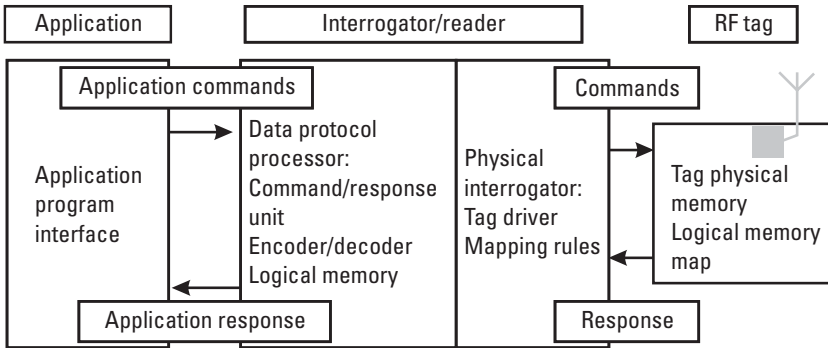 Application
Interrogator/reader
RF tag
Application commands
Commands
Application
program
interface
Data protocol
processor:
Command/response
unit
Encoder/decoder
Logical memory
Physical
interrogator:
Tag driver
Mapping rules
Tag physical
memory
Logical memory
map
Application response
Response